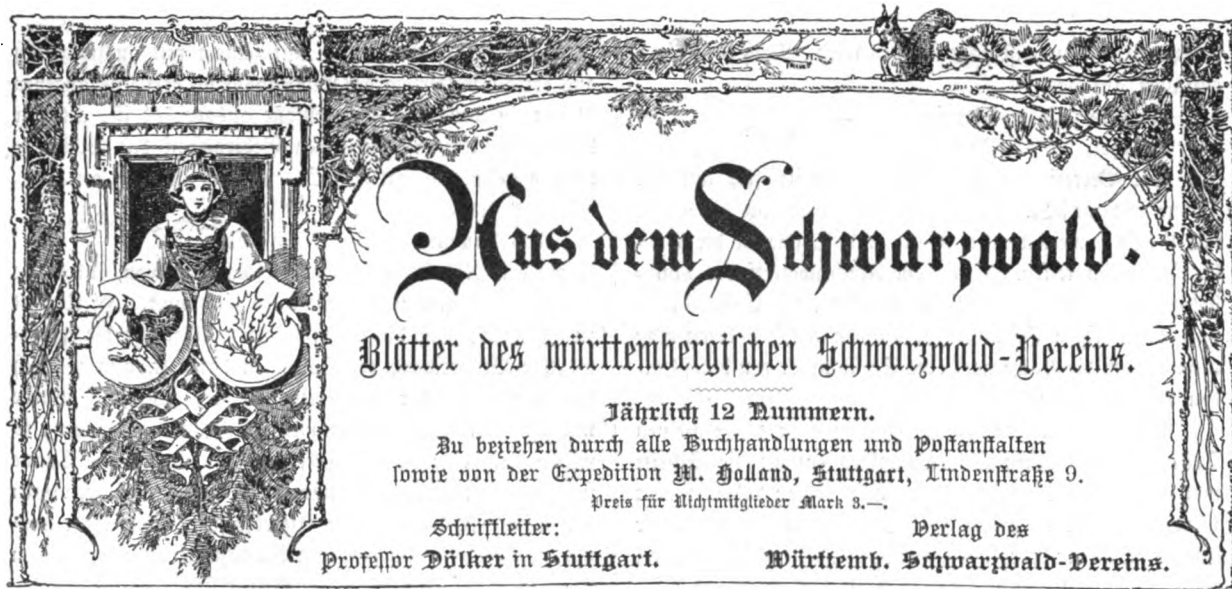 Aus dem Schwarzwald.
Blätter des württembergischen Schwarzwald-Vereins.
Jährlich 12 Nummern.
Zu beziehen durch alle Buchhandlungen und Postanstalten
sowie von der Expedition M. Holland, Stuttgart, Lindenstraße 9.
Preis für Nichtmitglieder Mark 3.—.
Schriftleiter:
Professor Dölker in Stuttgart.
Verlag des
Württemb. Schwarzwald-Vereins.